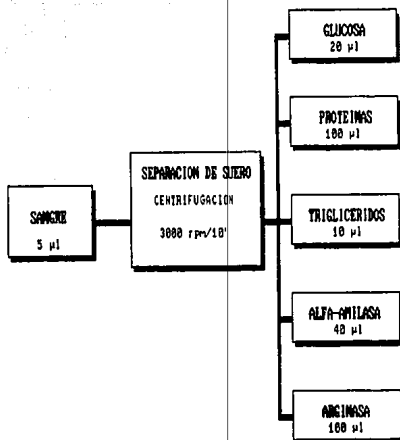 SANGRE
5 µl
SEPARACION DE SUERO
CENTRIFUGACION
3000 rpm/10'
GLUCOSA
20 µl
PROTEINAS
100 µl
TRIGLICERIDOS
10 µl
ALFA-AMILASA
40 µl
ARGINASA
100 µl